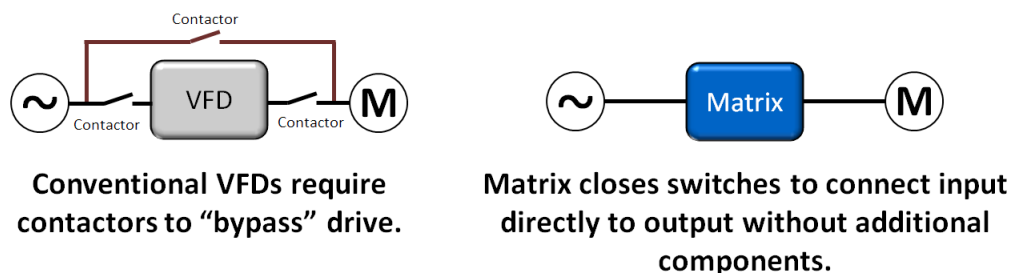 Contactor
VFD
M
Contactor
Contactor
Conventional VFDs require
contactors to “bypass” drive.
Matrix
M
Matrix closes switches to connect input
directly to output without additional
components.